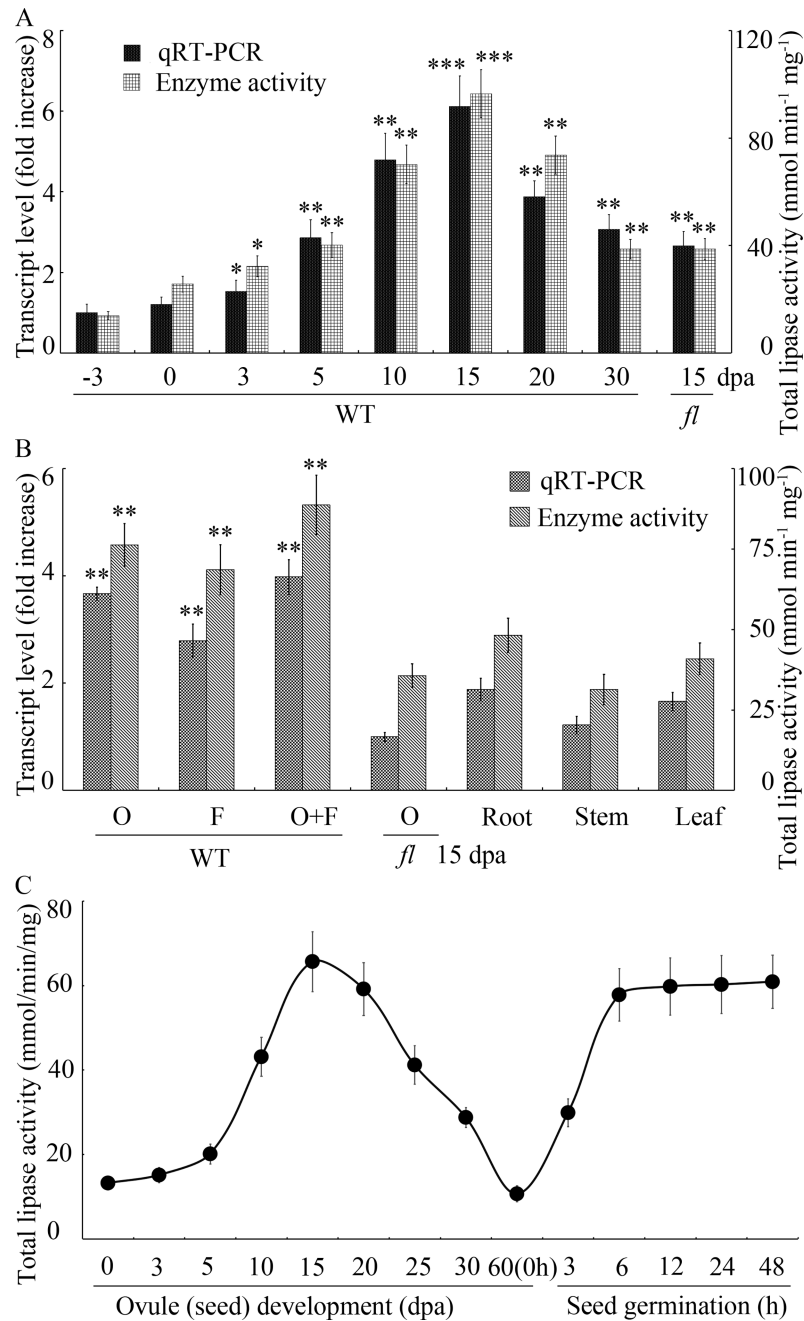 A
8
6
4
2
0
Transcript level (fold increase)
qRT-PCR
Enzyme activity
* * ** ** ** ** *** *** ** ** ** ** ** **
120
80
40
0
Total lipase activity (mmol min⁻¹ mg⁻¹)
-3 0 3 5 10 15 20 30 15 dpa
WT fl
B
6
4
2
0
Transcript level (fold increase)
qRT-PCR
Enzyme activity
** ** ** ** ** **
100
75
50
25
0
Total lipase activity (mmol min⁻¹ mg⁻¹)
O F O+F O Root Stem Leaf
WT fl 15 dpa
C
80
60
40
20
0
Total lipase activity (mmol/min/mg)
0 3 5 10 15 20 25 30 60(0h) 3 6 12 24 48
Ovule (seed) development (dpa) Seed germination (h)